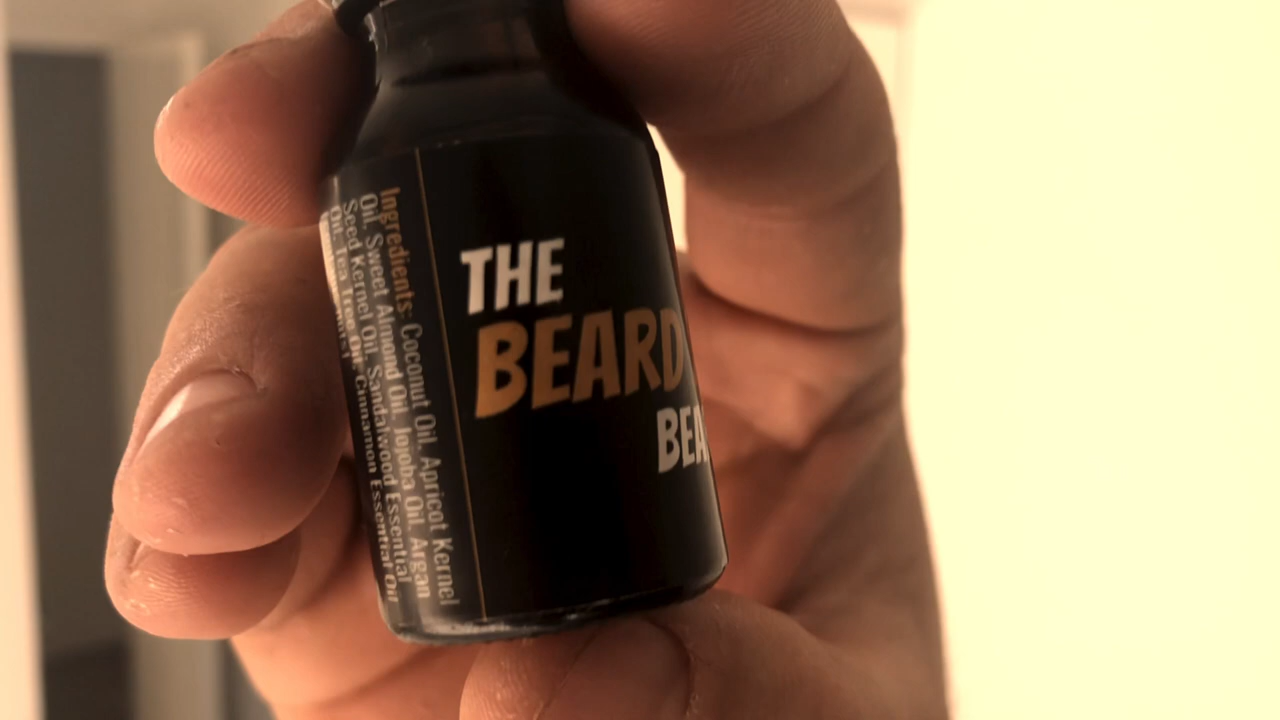 THE
BEARD
BEA
Ingredients: Coconut Oil, Apricot Kernel
Oil, Sweet Almond Oil, Jojoba Oil, Argan
Seed Kernel Oil, Sandalwood Essential
Oil, Tea Tree Oil, Cinnamon Essential Oil